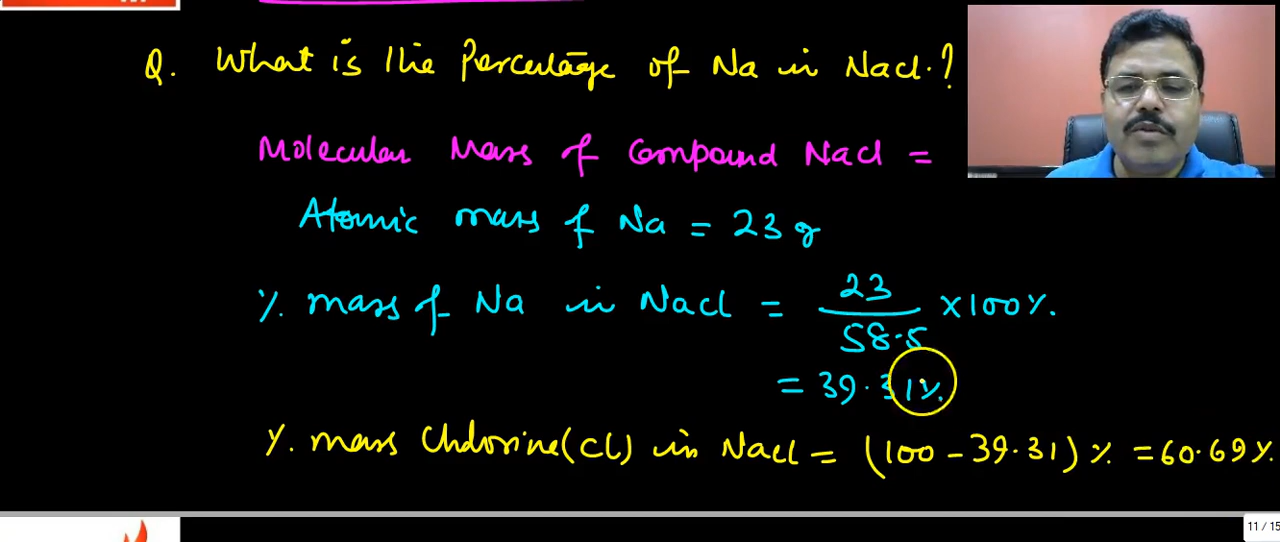 Q. What is the Percentage of Na in Nacl.?
Molecular Mass of Compound Nacl =
Atomic mass of Na = 23 g
% mass of Na in Nacl = 23/58.5 × 100%.
= 39.31%.
% mass Chlorine (Cl) in Nacl = (100 - 39.31) % = 60.69%.
11 / 15